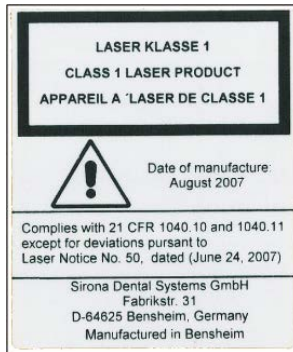 LASER KLASSE 1
CLASS 1 LASER PRODUCT
APPAREIL A ´LASER DE CLASSE 1
Date of manufacture:
August 2007
Complies with 21 CFR 1040.10 and 1040.11
except for deviations pursant to
Laser Notice No. 50, dated (June 24, 2007)
Sirona Dental Systems GmbH
Fabrikstr. 31
D-64625 Bensheim, Germany
Manufactured in Bensheim